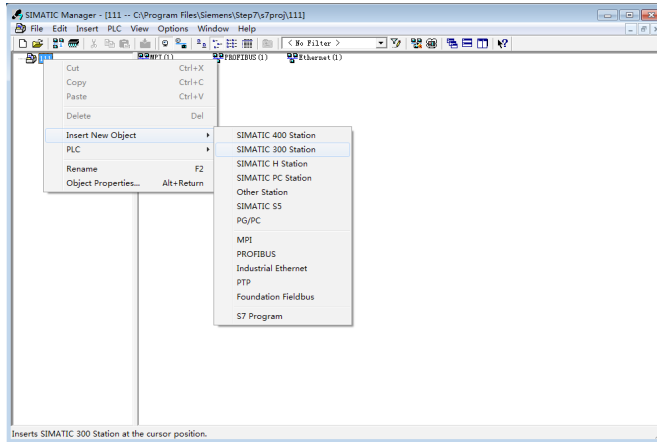 SIMATIC Manager - [111 -- C:\Program Files\Siemens\Step7\s7proj\111]
File Edit Insert PLC View Options Window Help
< No Filter >
111
MPI(1) PROFIBUS(1) Ethernet(1)
Cut Ctrl+X
Copy Ctrl+C
Paste Ctrl+V
Delete Del
Insert New Object
PLC
Rename F2
Object Properties... Alt+Return
SIMATIC 400 Station
SIMATIC 300 Station
SIMATIC H Station
SIMATIC PC Station
Other Station
SIMATIC S5
PG/PC
MPI
PROFIBUS
Industrial Ethernet
PTP
Foundation Fieldbus
S7 Program
Inserts SIMATIC 300 Station at the cursor position.